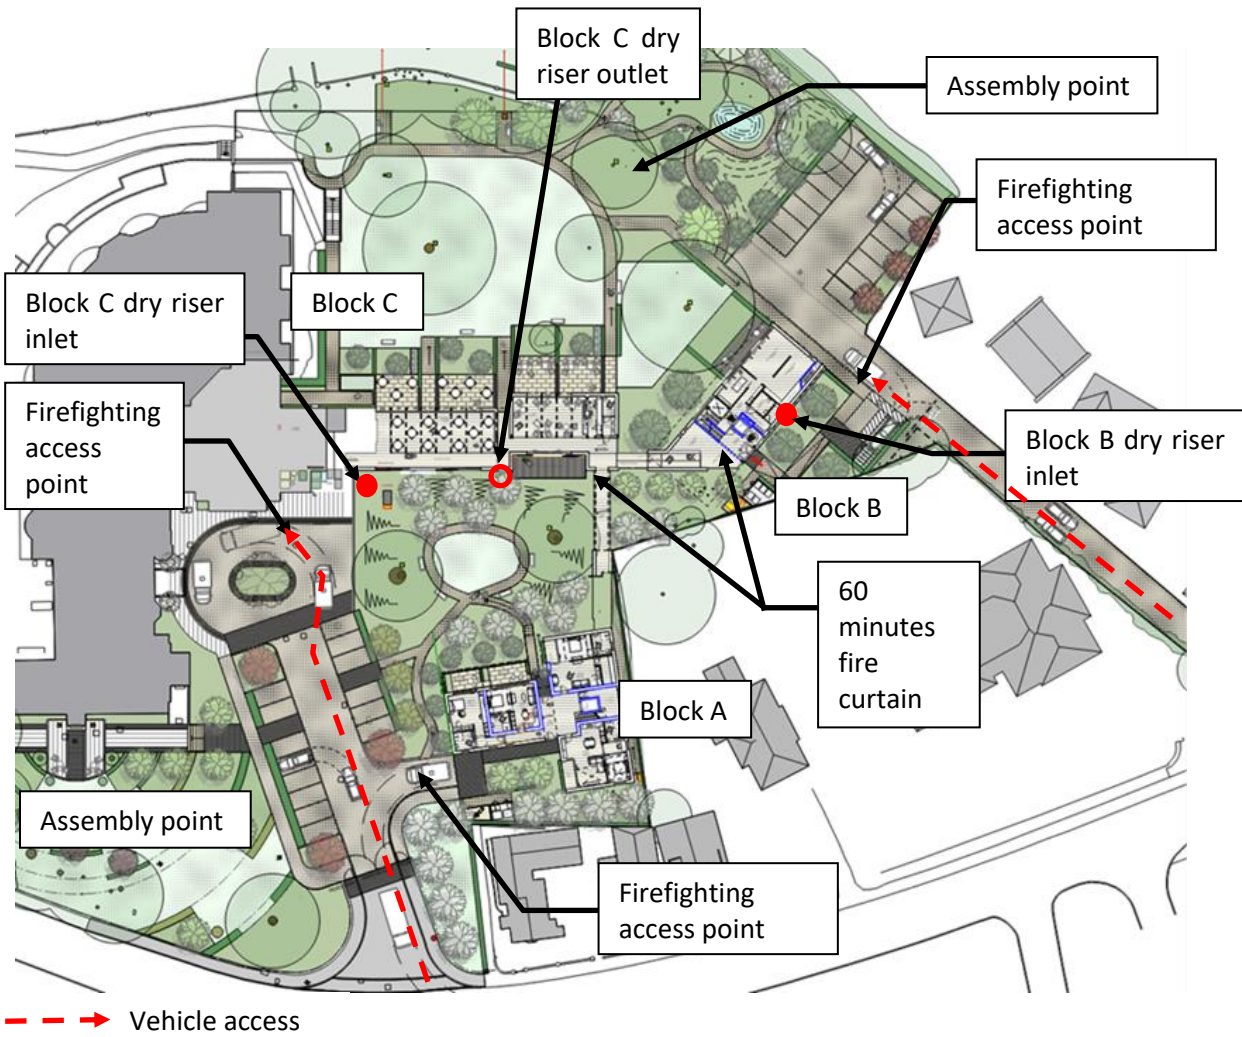 Block C dry
riser outlet
Assembly point
Firefighting
access point
Block C dry riser
inlet
Block C
Firefighting
access
point
Block B dry riser
inlet
Block B
60
minutes
fire
curtain
Block A
Assembly point
Firefighting
access point
Vehicle access